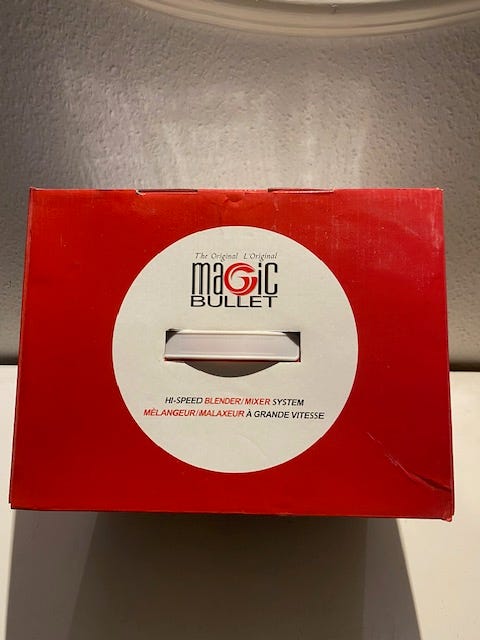 The Original L'Original
magic
BULLET
HI-SPEED BLENDER/MIXER SYSTEM
MÉLANGEUR/MALAXEUR À GRANDE VITESSE